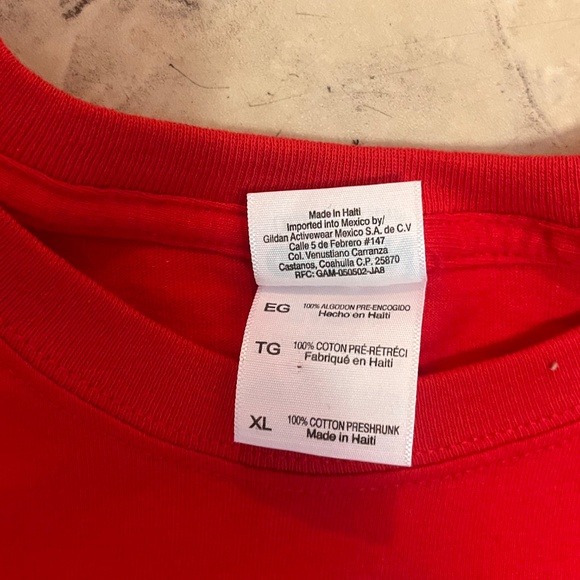 Made in Haiti
Imported into Mexico by/
Gildan Activewear Mexico S.A. de C.V
Calle 5 de Febrero #147
Col. Venustiano Carranza
Castanos, Coahuila C.P. 25870
RFC: GAM-050502-JA8
EG 100% ALGODON PRE-ENCOGIDO
Hecho en Haiti
TG 100% COTON PRÉ-RÉTRÉCI
Fabriqué en Haiti
XL 100% COTTON PRESHRUNK
Made in Haiti